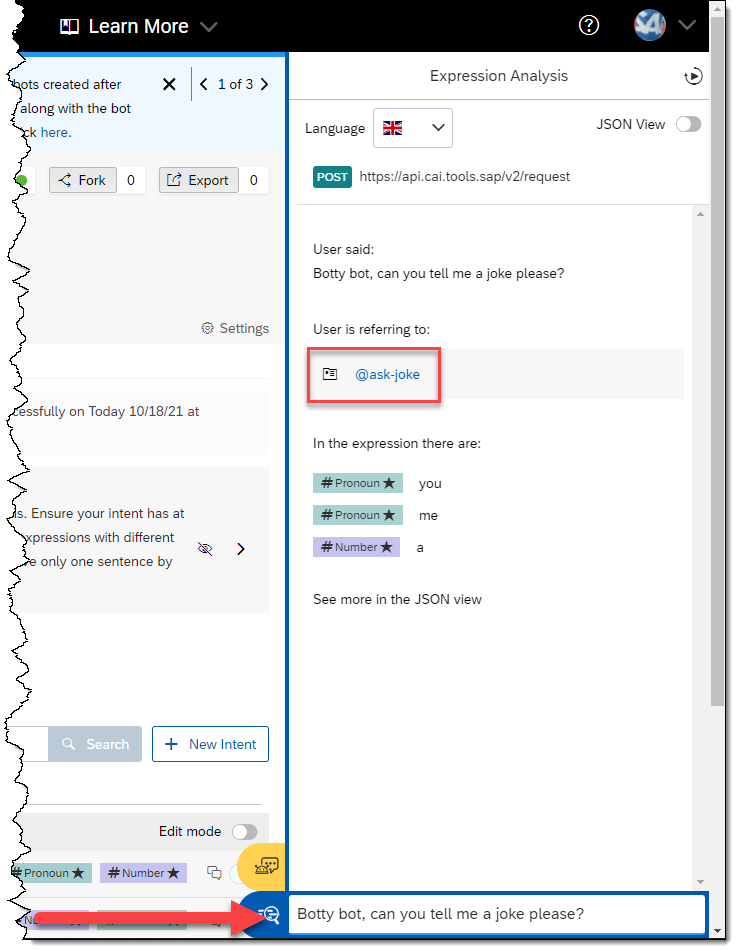 Learn More
bots created after
1 of 3
along with the bot
here.
Fork 0 Export 0
Settings
on Today 10/18/21 at
Ensure your intent has at
expressions with different
only one sentence by
Search
+ New Intent
Edit mode
#Pronoun #Number
Expression Analysis
Language
JSON View
POST https://api.cai.tools.sap/v2/request
User said:
Botty bot, can you tell me a joke please?
User is referring to:
@ask-joke
In the expression there are:
#Pronoun you
#Pronoun me
#Number a
See more in the JSON view
Botty bot, can you tell me a joke please?